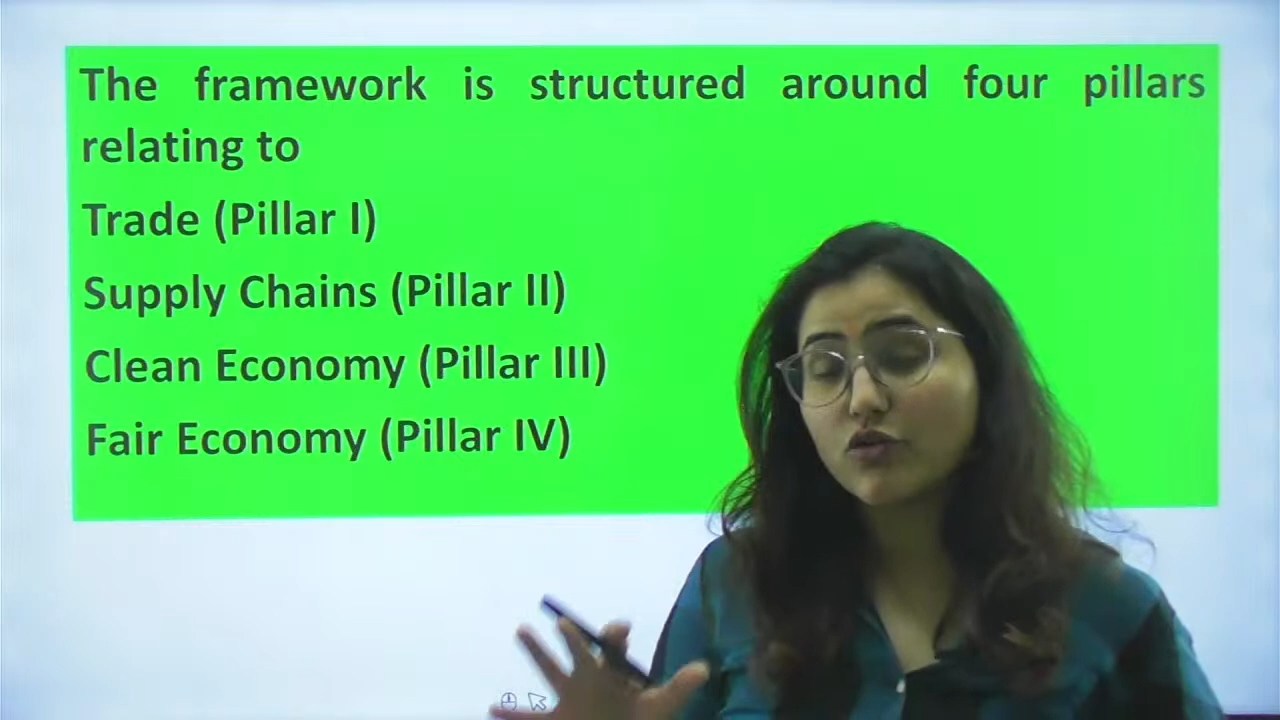 The framework is structured around four pillars
relating to
Trade (Pillar I)
Supply Chains (Pillar II)
Clean Economy (Pillar III)
Fair Economy (Pillar IV)